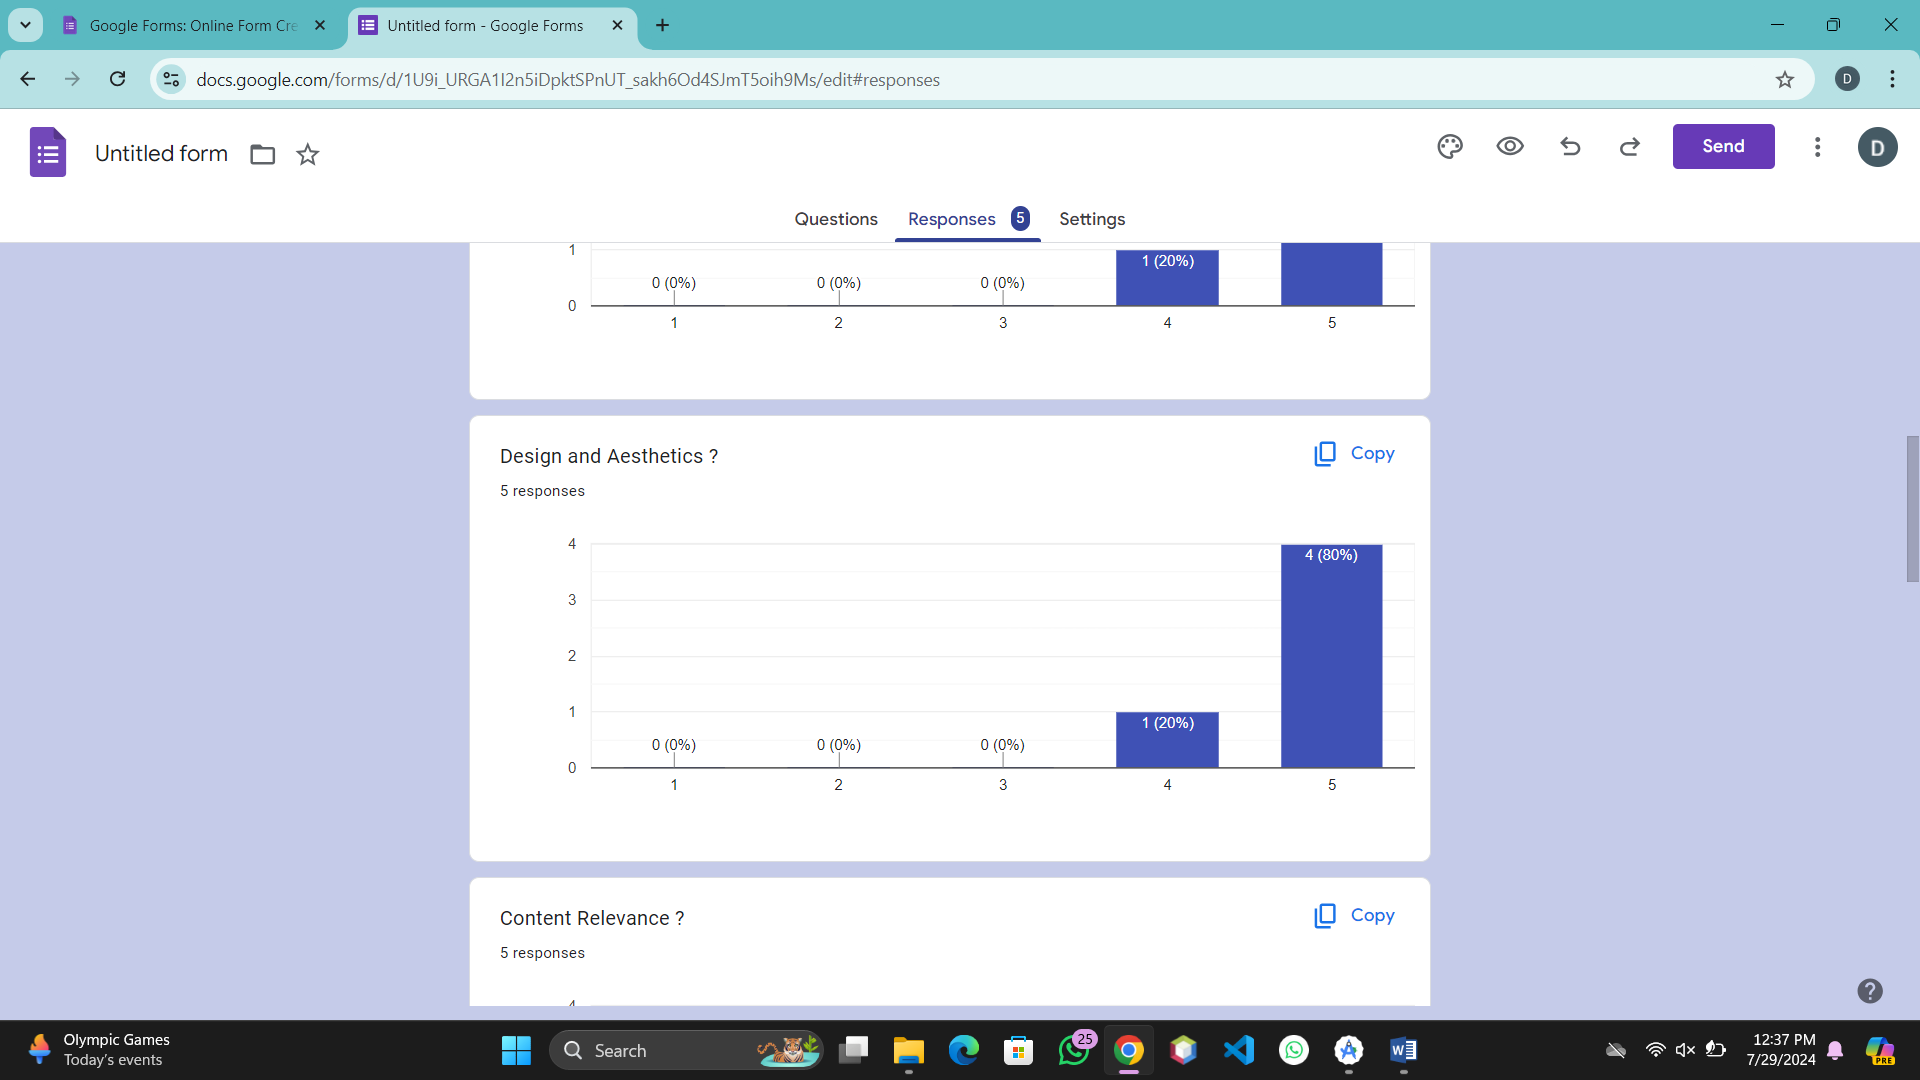 Google Forms: Online Form Cre
Untitled form - Google Forms
docs.google.com/forms/d/1U9i_URGA1I2n5iDpktSPnUT_sakh6Od4SJmT5oih9Ms/edit#responses
D
Untitled form
Send
D
Questions
Responses 5
Settings
1
0 (0%) 0 (0%) 0 (0%) 1 (20%)
0
1 2 3 4 5
Design and Aesthetics ?
Copy
5 responses
4
4 (80%)
3
2
1
1 (20%)
0 (0%) 0 (0%) 0 (0%)
0
1 2 3 4 5
Content Relevance ?
Copy
5 responses
4
Olympic Games
Today's events
Search
25
12:37 PM
7/29/2024
PRE